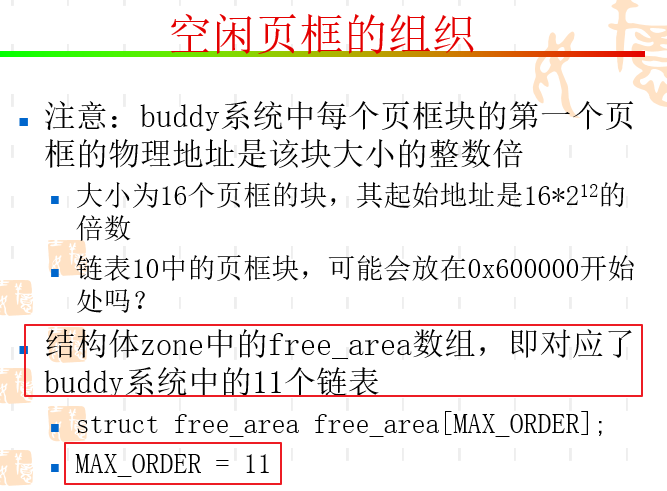 空闲页框的组织
注意：buddy系统中每个页框块的第一个页
框的物理地址是该块大小的整数倍
大小为16个页框的块，其起始地址是16*2¹²的
倍数
链表10中的页框块，可能会放在0x600000开始
处吗？
结构体zone中的free_area数组，即对应了
buddy系统中的11个链表
struct free_area free_area[MAX_ORDER];
MAX_ORDER = 11